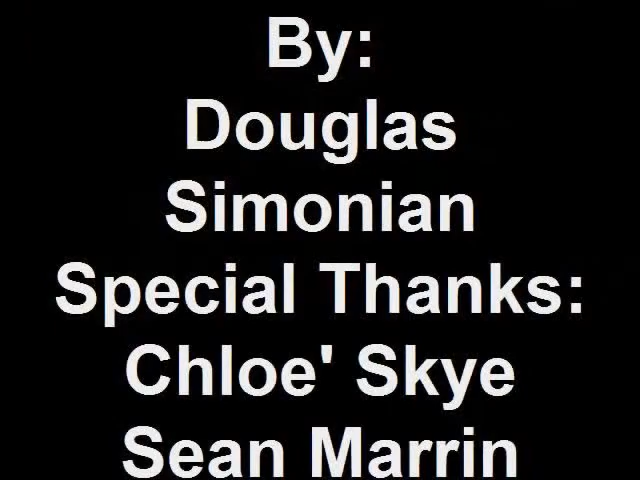 By:
Douglas
Simonian
Special Thanks:
Chloe' Skye
Sean Marrin